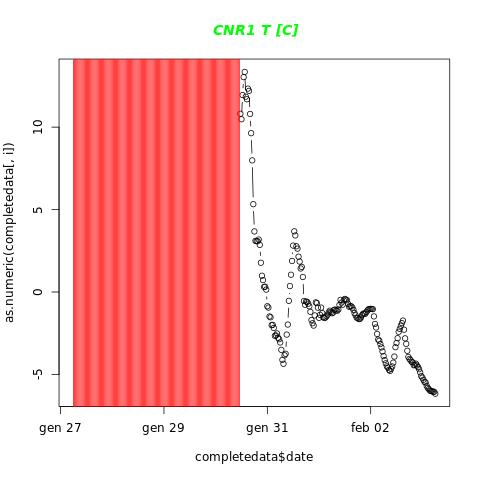 CNR1 T [C]
as.numeric(completedata[, i])
10
5
0
-5
gen 27
gen 29
gen 31
feb 02
completedata$date